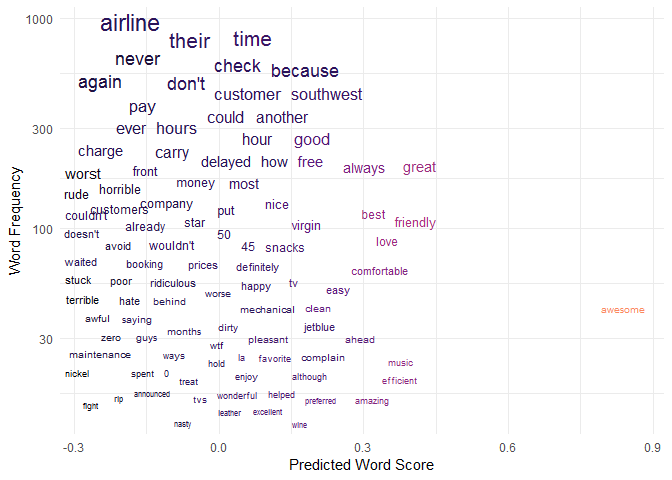 1000
airline
their
time
never
check
because
again
don't
customer
southwest
pay
could
another
300
ever
hours
hour
good
charge
carry
delayed
how
free
always
great
worst
front
money
most
rude
horrible
company
couldn't
customers
put
nice
best
friendly
already
star
virgin
100
doesn't
50
love
avoid
wouldn't
45
snacks
waited
booking
prices
definitely
comfortable
stuck
poor
ridiculous
happy
tv
easy
worse
terrible
hate
behind
mechanical
clean
awesome
awful
saying
dirty
jetblue
months
zero
guys
pleasant
ahead
30
wtf
maintenance
ways
la
favorite
complain
hold
music
nickel
spent
0
treat
enjoy
although
efficient
announced
rip
tvs
wonderful
helped
preferred
amazing
fight
leather
excellent
nasty
wine
-0.3
0.0
0.3
0.6
0.9
Predicted Word Score
Word Frequency